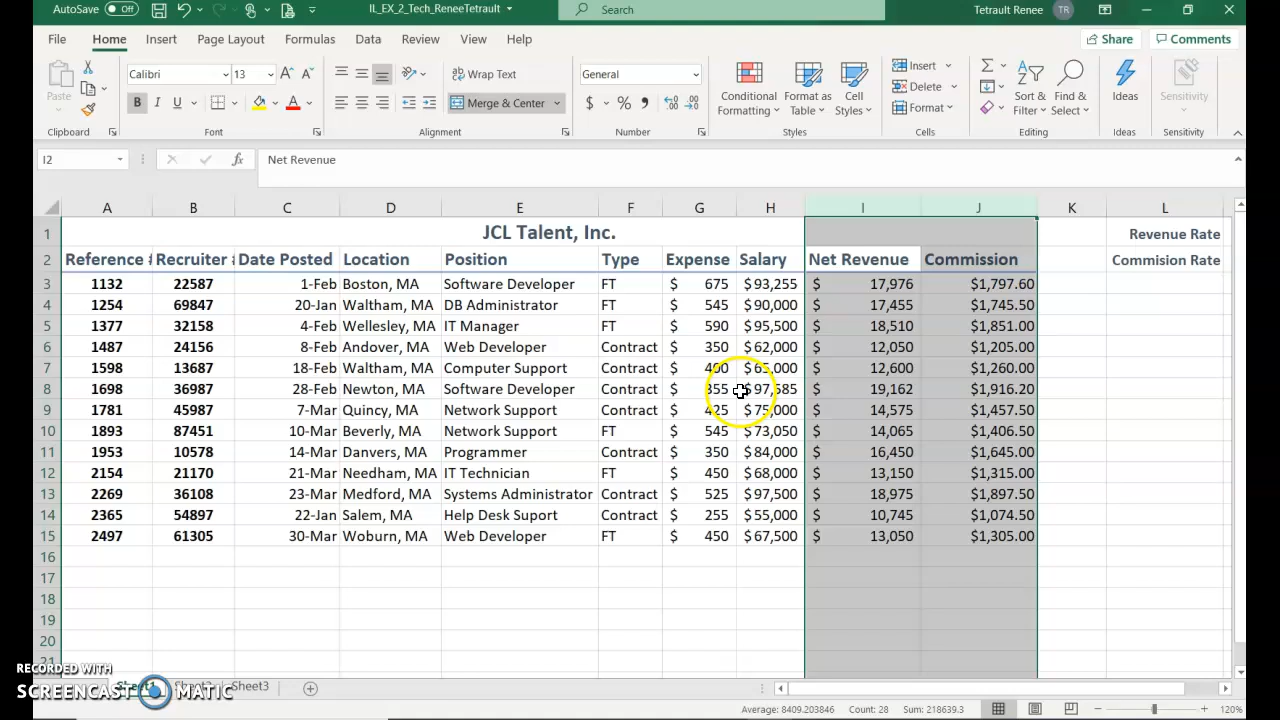 AutoSave Off IL_EX_2_Tech_ReneeTetrault Search Tetrault Renee TR
File Home Insert Page Layout Formulas Data Review View Help Share Comments
Paste Calibri 13 Wrap Text General Conditional Formatting Format as Table Cell Styles Insert Delete Format Sort & Filter Find & Select Ideas Sensitivity
B I U Merge & Center $ % ,
Clipboard Font Alignment Number Styles Cells Editing Ideas Sensitivity
I2 fx Net Revenue
A B C D E F G H I J K L
1 JCL Talent, Inc. Revenue Rate
2 Reference Recruiter Date Posted Location Position Type Expense Salary Net Revenue Commission Commision Rate
3 1132 22587 1-Feb Boston, MA Software Developer FT $ 675 $93,255 $ 17,976 $1,797.60
4 1254 69847 20-Jan Waltham, MA DB Administrator FT $ 545 $90,000 $ 17,455 $1,745.50
5 1377 32158 4-Feb Wellesley, MA IT Manager FT $ 590 $95,500 $ 18,510 $1,851.00
6 1487 24156 8-Feb Andover, MA Web Developer Contract $ 350 $62,000 $ 12,050 $1,205.00
7 1598 13687 18-Feb Waltham, MA Computer Support Contract $ 400 $65,000 $ 12,600 $1,260.00
8 1698 36987 28-Feb Newton, MA Software Developer Contract $ 355 $97,585 $ 19,162 $1,916.20
9 1781 45987 7-Mar Quincy, MA Network Support Contract $ 425 $75,000 $ 14,575 $1,457.50
10 1893 87451 10-Mar Beverly, MA Network Support FT $ 545 $73,050 $ 14,065 $1,406.50
11 1953 10578 14-Mar Danvers, MA Programmer Contract $ 350 $84,000 $ 16,450 $1,645.00
12 2154 21170 21-Mar Needham, MA IT Technician FT $ 450 $68,000 $ 13,150 $1,315.00
13 2269 36108 23-Mar Medford, MA Systems Administrator Contract $ 525 $97,500 $ 18,975 $1,897.50
14 2365 54897 22-Jan Salem, MA Help Desk Suport Contract $ 255 $55,000 $ 10,745 $1,074.50
15 2497 61305 30-Mar Woburn, MA Web Developer FT $ 450 $67,500 $ 13,050 $1,305.00
16
17
18
19
20
21
RECORDED WITH
SCREENCAST MATIC
Sheet3
Average: 8409.203846 Count: 28 Sum: 218639.3 120%